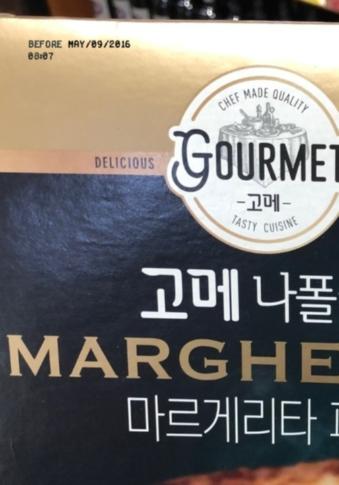 BEFORE MAY/09/2016
08:07
CHEF MADE QUALITY
DELICIOUS
GOURMET
-고메-
TASTY CUISINE
고메 나폴
MARGHE
마르게리타